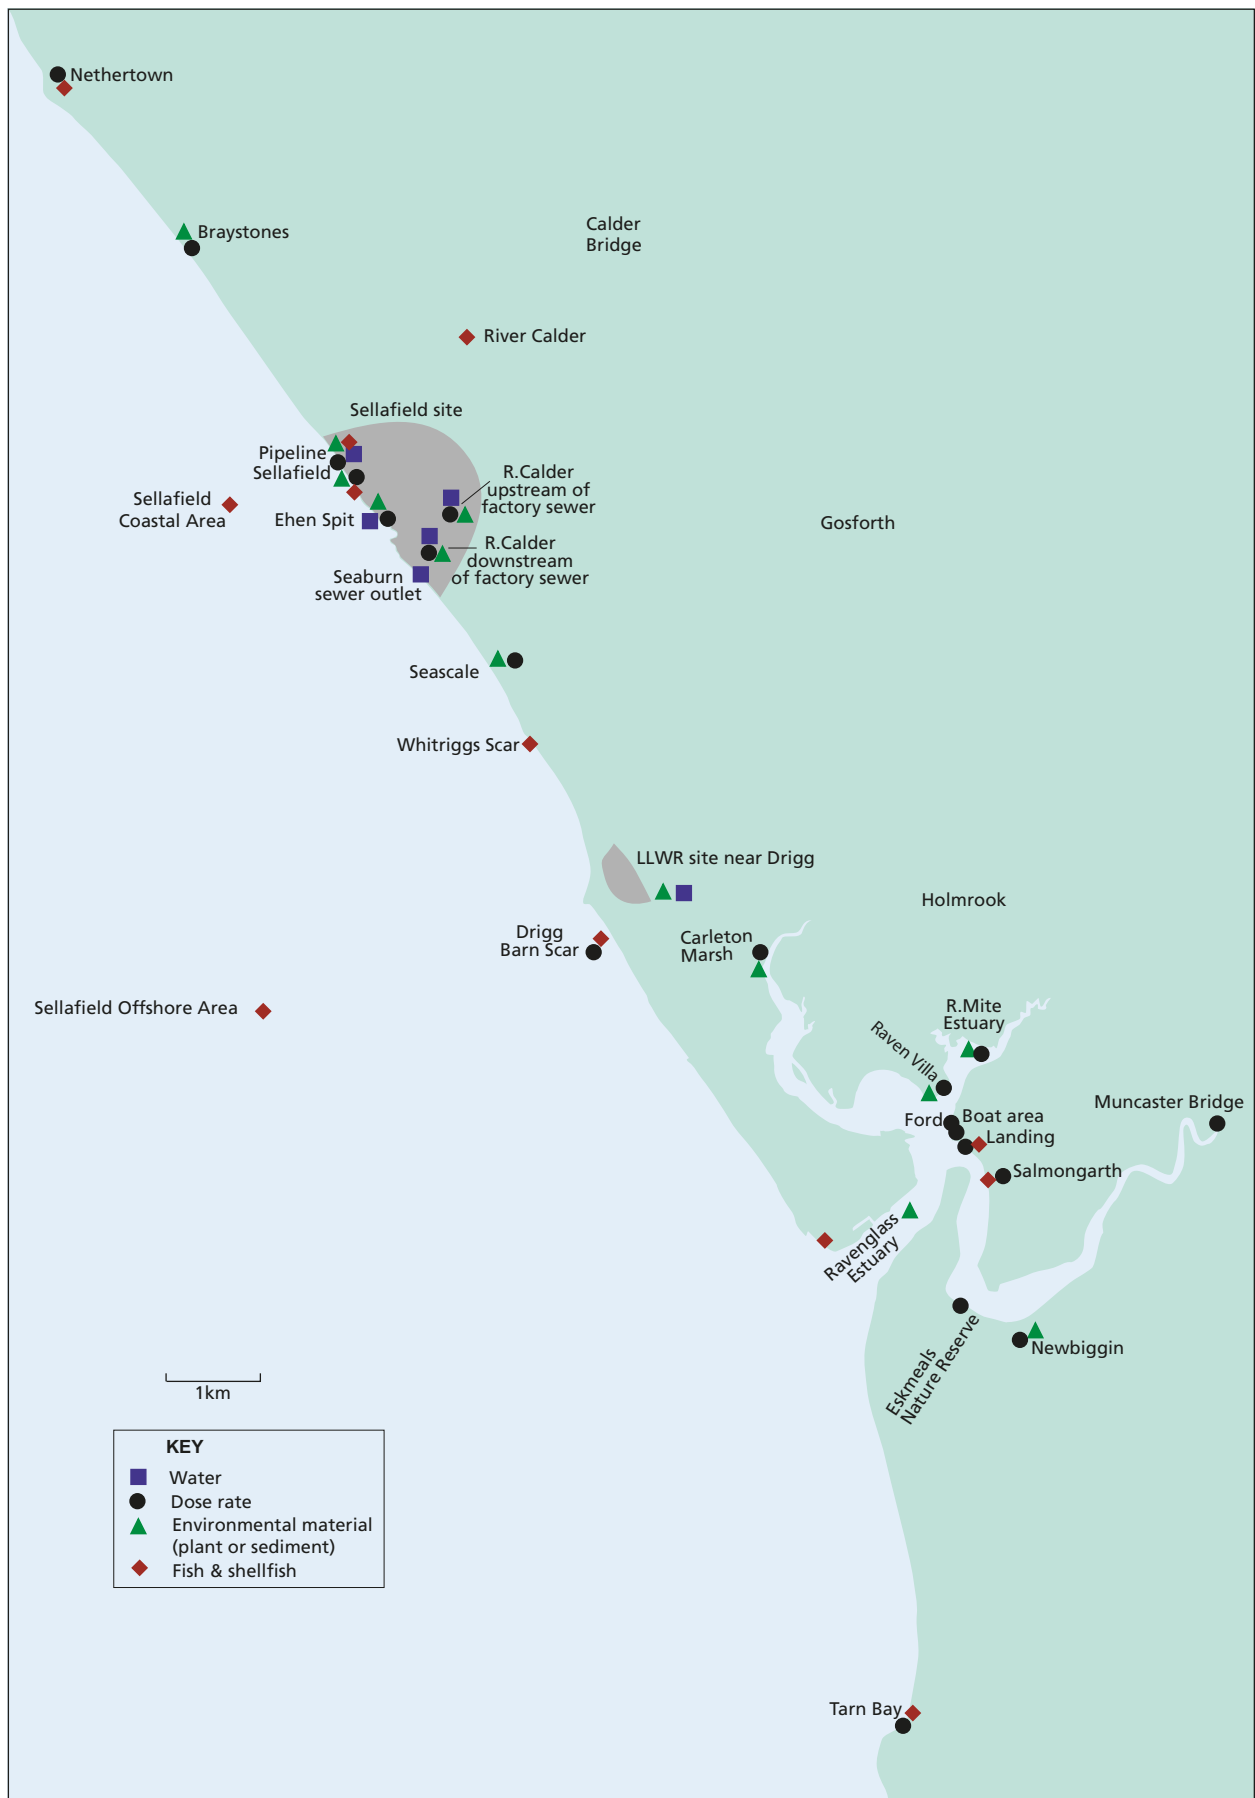 Nethertown
Braystones
Calder
Bridge
River Calder
Sellafield site
Pipeline
Sellafield
R.Calder
upstream of
factory sewer
Sellafield
Coastal Area
Ehen Spit
Gosforth
R.Calder
downstream
of factory sewer
Seaburn
sewer outlet
Seascale
Whitriggs Scar
LLWR site near Drigg
Holmrook
Drigg
Barn Scar
Carleton
Marsh
Sellafield Offshore Area
R.Mite
Estuary
Raven Villa
Muncaster Bridge
Ford
Boat area
Landing
Salmongarth
Ravenglass
Estuary
Eskmeals
Nature Reserve
Newbiggin
1km
KEY
Water
Dose rate
Environmental material
(plant or sediment)
Fish & shellfish
Tarn Bay